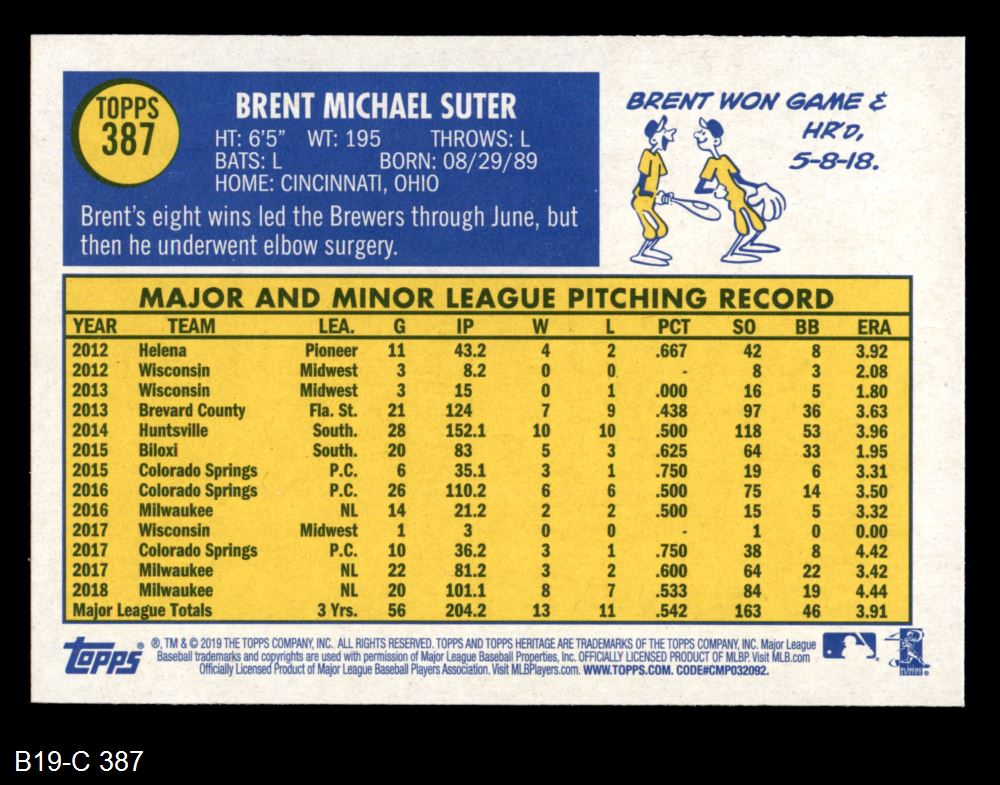 TOPPS
387
BRENT MICHAEL SUTER
HT: 6'5" WT: 195 THROWS: L
BATS: L BORN: 08/29/89
HOME: CINCINNATI, OHIO
Brent's eight wins led the Brewers through June, but
then he underwent elbow surgery.
BRENT WON GAME &
HR'D,
5-8-18.
MAJOR AND MINOR LEAGUE PITCHING RECORD
YEAR TEAM LEA. G IP W L PCT SO BB ERA
2012 Helena Pioneer 11 43.2 4 2 .667 42 8 3.92
2012 Wisconsin Midwest 3 8.2 0 0 - 8 3 2.08
2013 Wisconsin Midwest 3 15 0 1 .000 16 5 1.80
2013 Brevard County Fla. St. 21 124 7 9 .438 97 36 3.63
2014 Huntsville South. 28 152.1 10 10 .500 118 53 3.96
2015 Biloxi South. 20 83 5 3 .625 64 33 1.95
2015 Colorado Springs P.C. 6 35.1 3 1 .750 19 6 3.31
2016 Colorado Springs P.C. 26 110.2 6 6 .500 75 14 3.50
2016 Milwaukee NL 14 21.2 2 2 .500 15 5 3.32
2017 Wisconsin Midwest 1 3 0 0 - 1 0 0.00
2017 Colorado Springs P.C. 10 36.2 3 1 .750 38 8 4.42
2017 Milwaukee NL 22 81.2 3 2 .600 64 22 3.42
2018 Milwaukee NL 20 101.1 8 7 .533 84 19 4.44
Major League Totals 3 Yrs. 56 204.2 13 11 .542 163 46 3.91
Topps® ®, TM & © 2019 THE TOPPS COMPANY, INC. ALL RIGHTS RESERVED. TOPPS AND TOPPS HERITAGE ARE TRADEMARKS OF THE TOPPS COMPANY, INC. Major League
Baseball trademarks and copyrights are used with permission of Major League Baseball Properties, Inc. OFFICIALLY LICENSED PRODUCT OF MLBP. Visit MLB.com
Officially Licensed Product of Major League Baseball Players Association. Visit MLBPlayers.com. WWW.TOPPS.COM. CODE#CMP032092.
B19-C 387